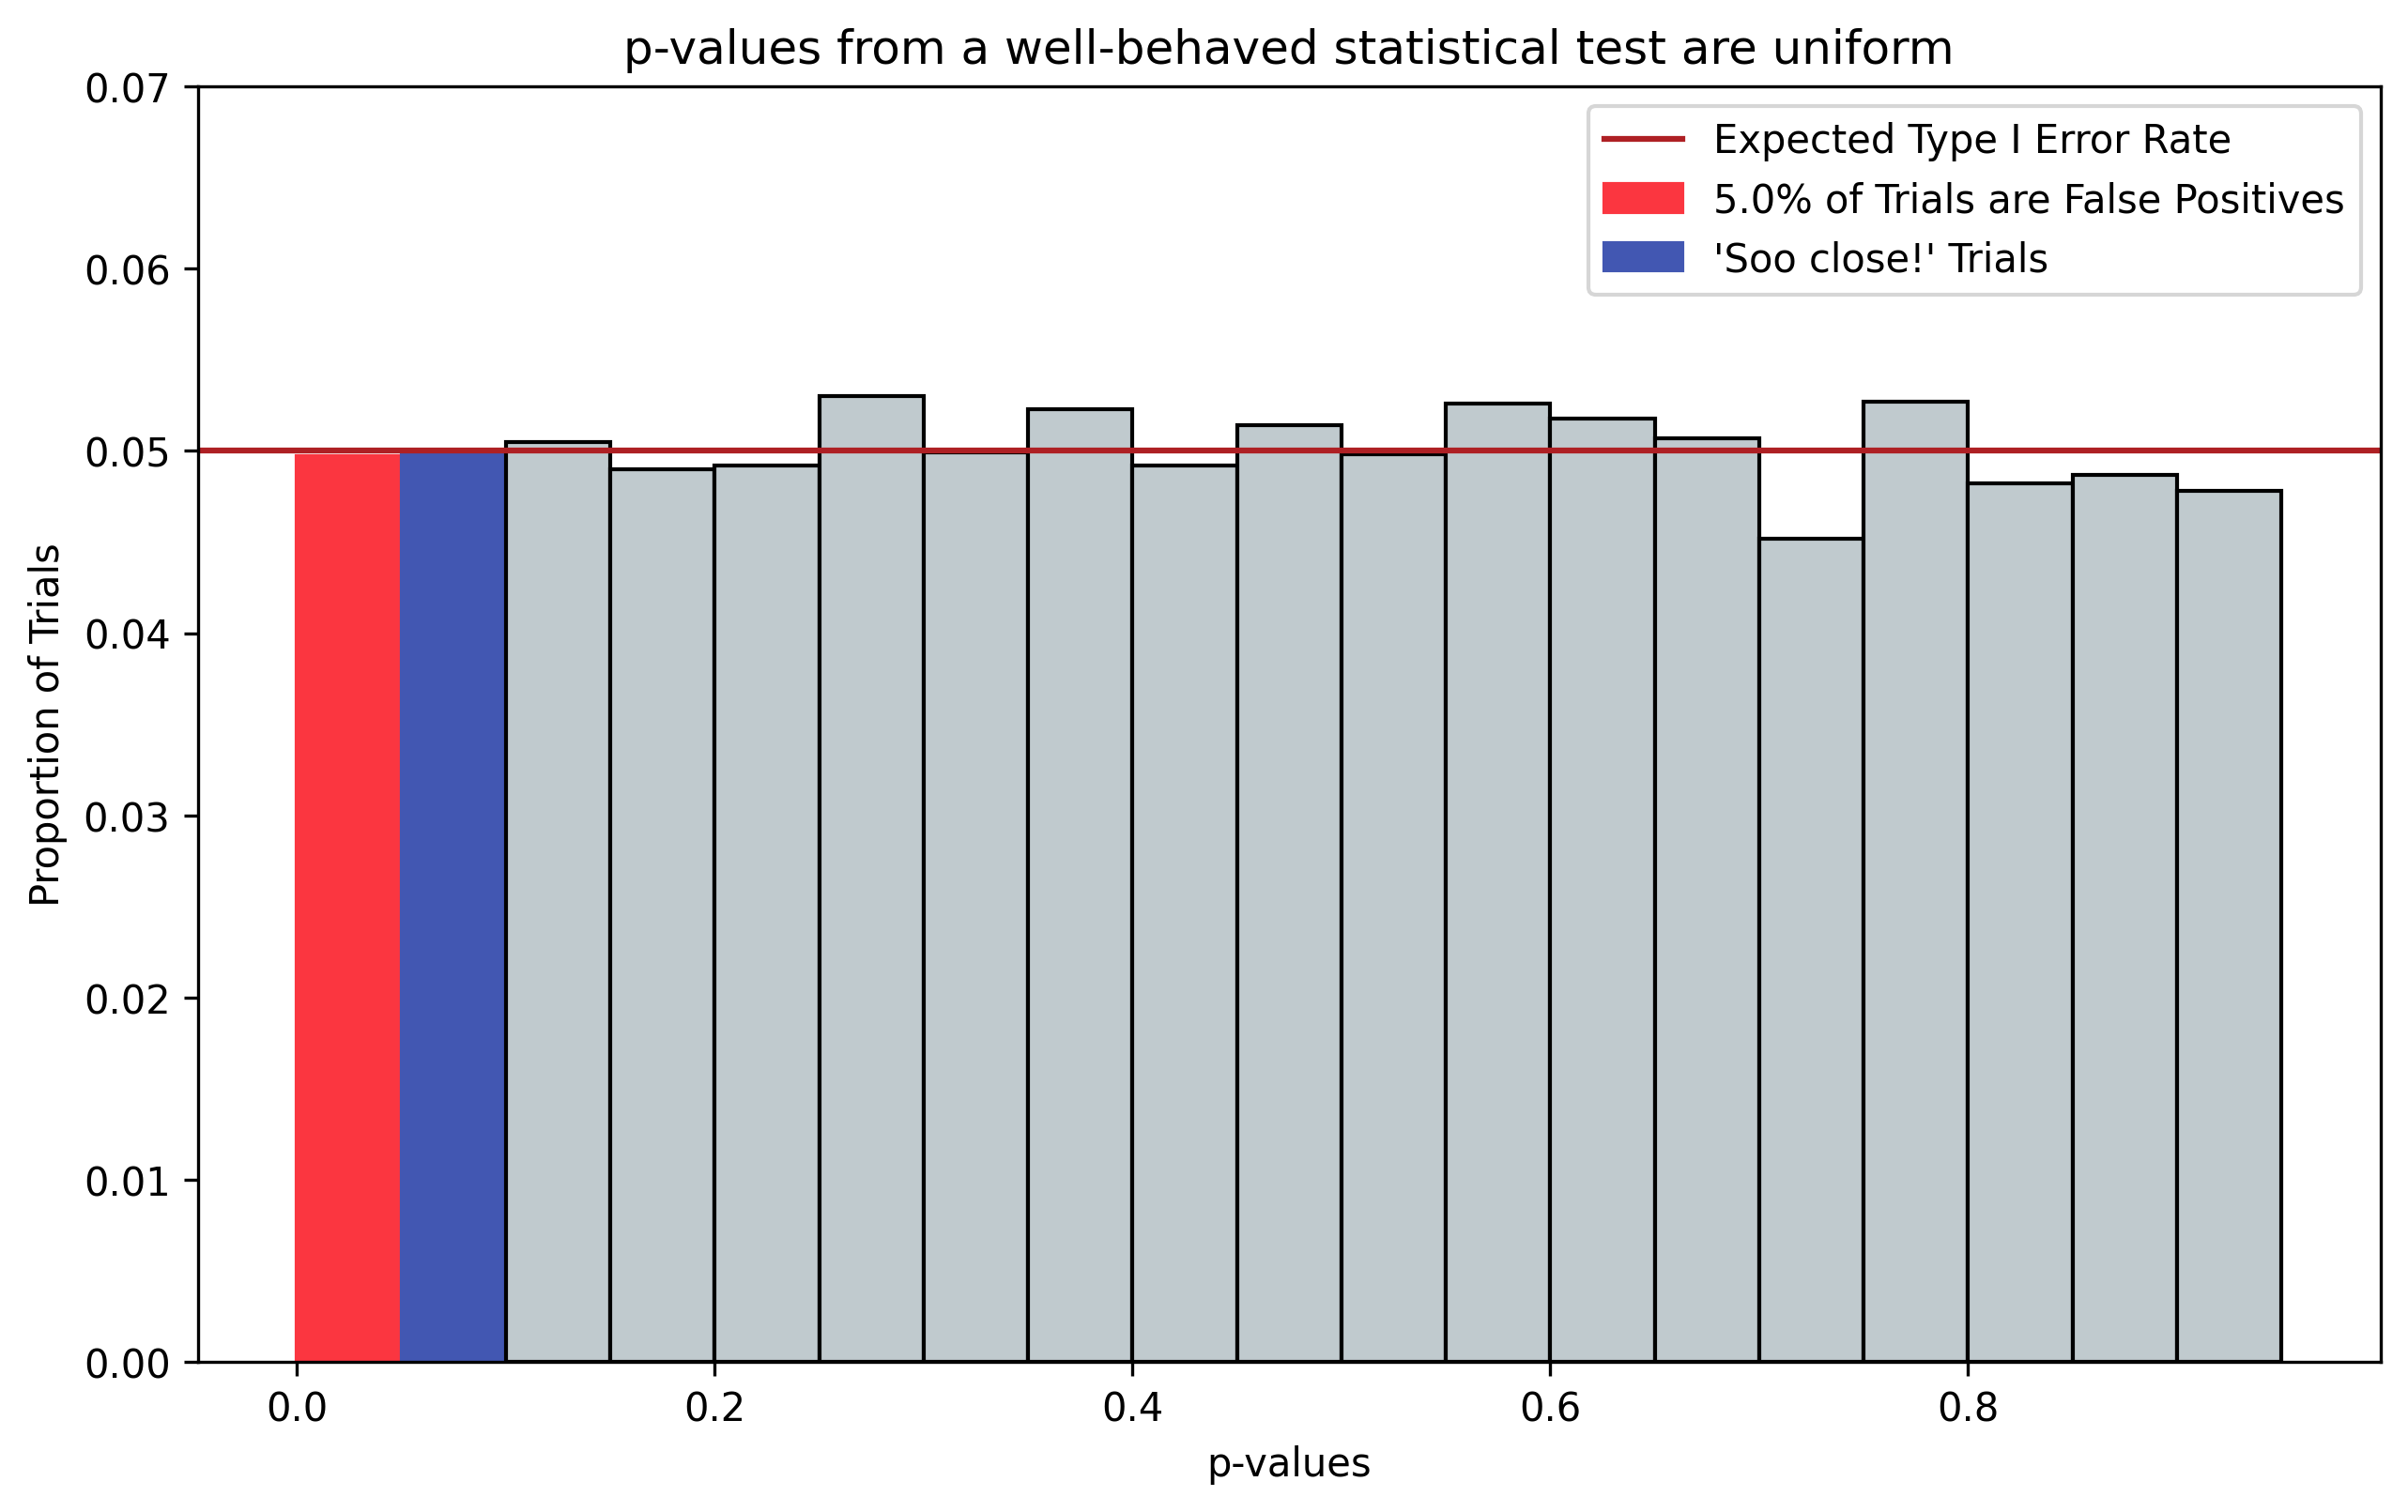 p-values from a well-behaved statistical test are uniform
0.07
0.06
0.05
0.04
0.03
0.02
0.01
0.00
Proportion of Trials
Expected Type I Error Rate
5.0% of Trials are False Positives
'Soo close!' Trials
0.0 0.2 0.4 0.6 0.8
p-values